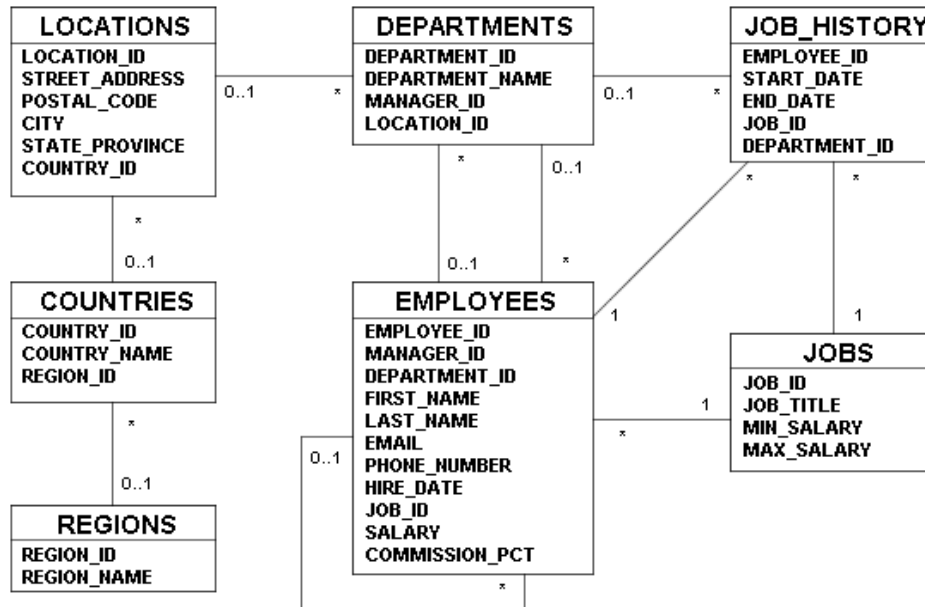 LOCATIONS
LOCATION_ID
STREET_ADDRESS
POSTAL_CODE
CITY
STATE_PROVINCE
COUNTRY_ID
0..1
*
DEPARTMENTS
DEPARTMENT_ID
DEPARTMENT_NAME
MANAGER_ID
LOCATION_ID
0..1
*
JOB_HISTORY
EMPLOYEE_ID
START_DATE
END_DATE
JOB_ID
DEPARTMENT_ID
*
0..1
*
0..1
0..1
*
*
1
*
1
COUNTRIES
COUNTRY_ID
COUNTRY_NAME
REGION_ID
*
0..1
EMPLOYEES
EMPLOYEE_ID
MANAGER_ID
DEPARTMENT_ID
FIRST_NAME
LAST_NAME
EMAIL
PHONE_NUMBER
HIRE_DATE
JOB_ID
SALARY
COMMISSION_PCT
0..1
*
*
1
JOBS
JOB_ID
JOB_TITLE
MIN_SALARY
MAX_SALARY
REGIONS
REGION_ID
REGION_NAME